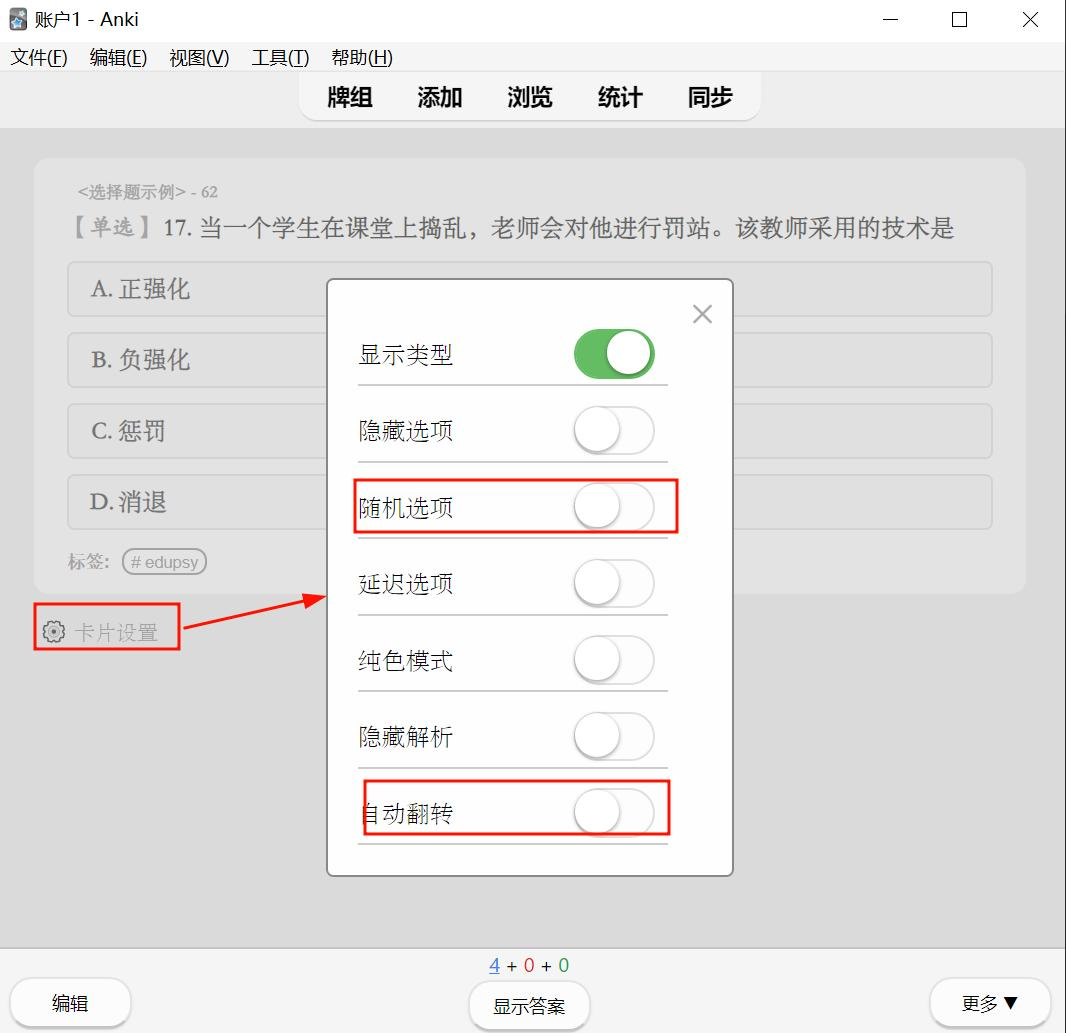 账户1 - Anki
文件(F) 编辑(E) 视图(V) 工具(T) 帮助(H)
牌组 添加 浏览 统计 同步
<选择题示例> - 62
【单选】17. 当一个学生在课堂上捣乱，老师会对他进行罚站。该教师采用的技术是
A. 正强化
B. 负强化
C. 惩罚
D. 消退
标签: # edupsy
卡片设置
显示类型
隐藏选项
随机选项
延迟选项
纯色模式
隐藏解析
自动翻转
4 + 0 + 0
编辑 显示答案 更多▼